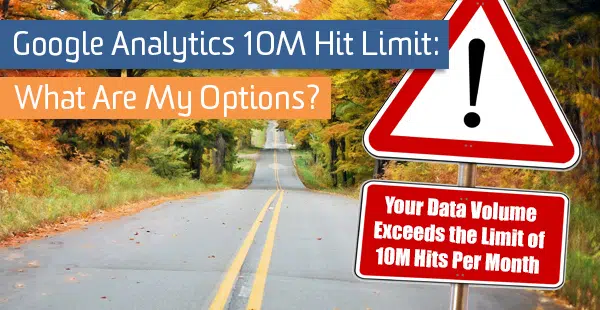 Google Analytics 10M Hit Limit:
What Are My Options?
!
Your Data Volume
Exceeds the Limit of
10M Hits Per Month